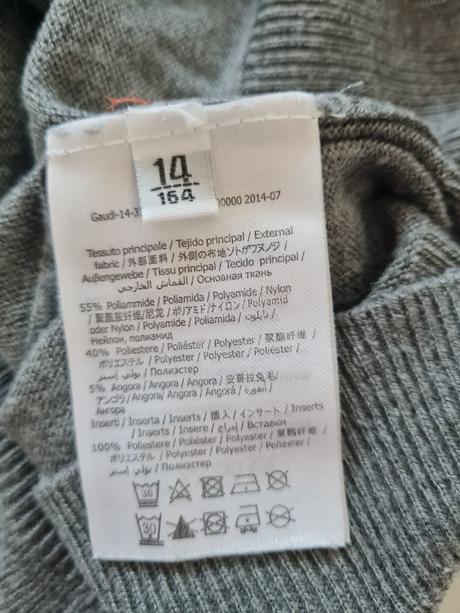 14
164
Gaudi-14-3 0000 2014-07
Tessuto principale / Tejido principal / External
fabric / 外部面料 / 外側の布地ソトガワヌノジ /
Außengewebe / Tissu principal / Tecido principal /
القماش الخارجي / Основная ткань
55% Poliammide / Poliamida / Polyamide / Nylon
/ 聚酰胺纤维/尼龙 / ポリアミド/ナイロン / Polyamid
oder Nylon / Polyamide / Poliamida / نايلون /
Нейлон, полиамид
40% Poliestere / Poliéster / Polyester / 聚酯纤维 /
ポリエステル / Polyester / Polyester / Poliéster /
بولي إستر / Полиэстер
5% Angora / Angora / Angora / 安哥拉兔毛/
アンゴラ/ Angora / Angora / Angora / أنغورة /
Ангора
Inserti / Inserta / Inserts / 插入 / インサート / Inserts
/ Inserts / Insere / إدراج / Вставки
100% Poliestere / Poliéster / Polyester / 聚酯纤维 /
ポリエステル / Polyester / Polyester / Poliéster /
بولي إستر / Полиэстер
30
30